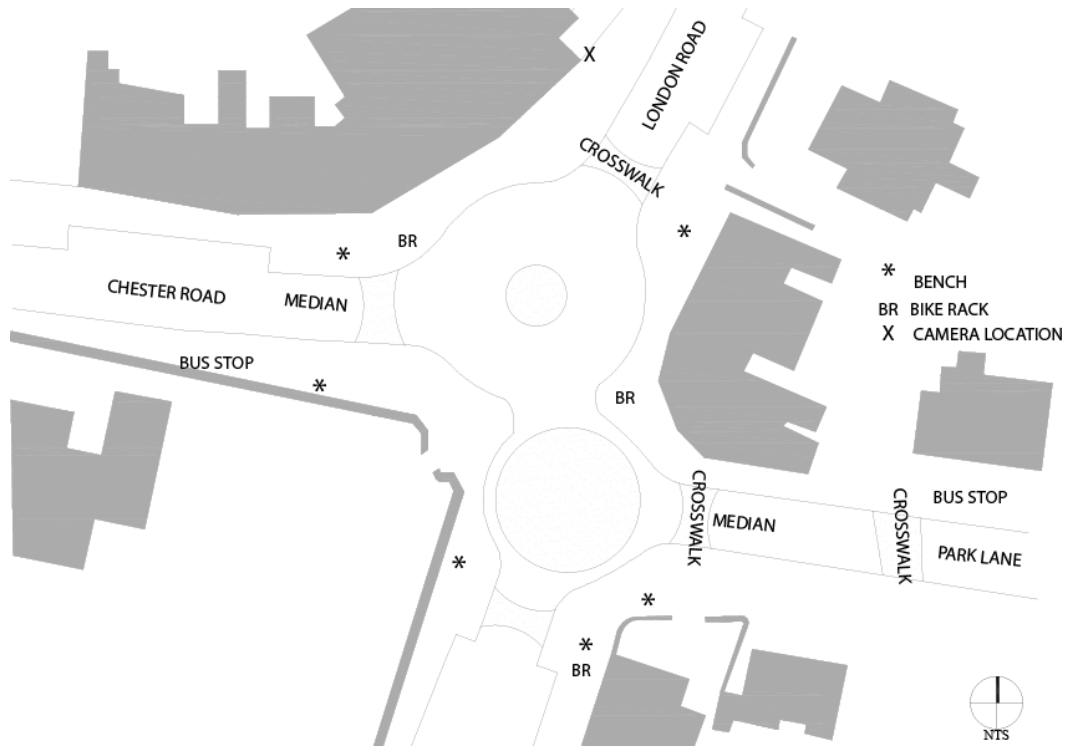 X
LONDON ROAD
CROSSWALK
*
BR
*
CHESTER ROAD
MEDIAN
* BENCH
BR BIKE RACK
X CAMERA LOCATION
BUS STOP
*
BR
CROSSWALK
MEDIAN
CROSSWALK
BUS STOP
PARK LANE
*
*
*
BR
NTS